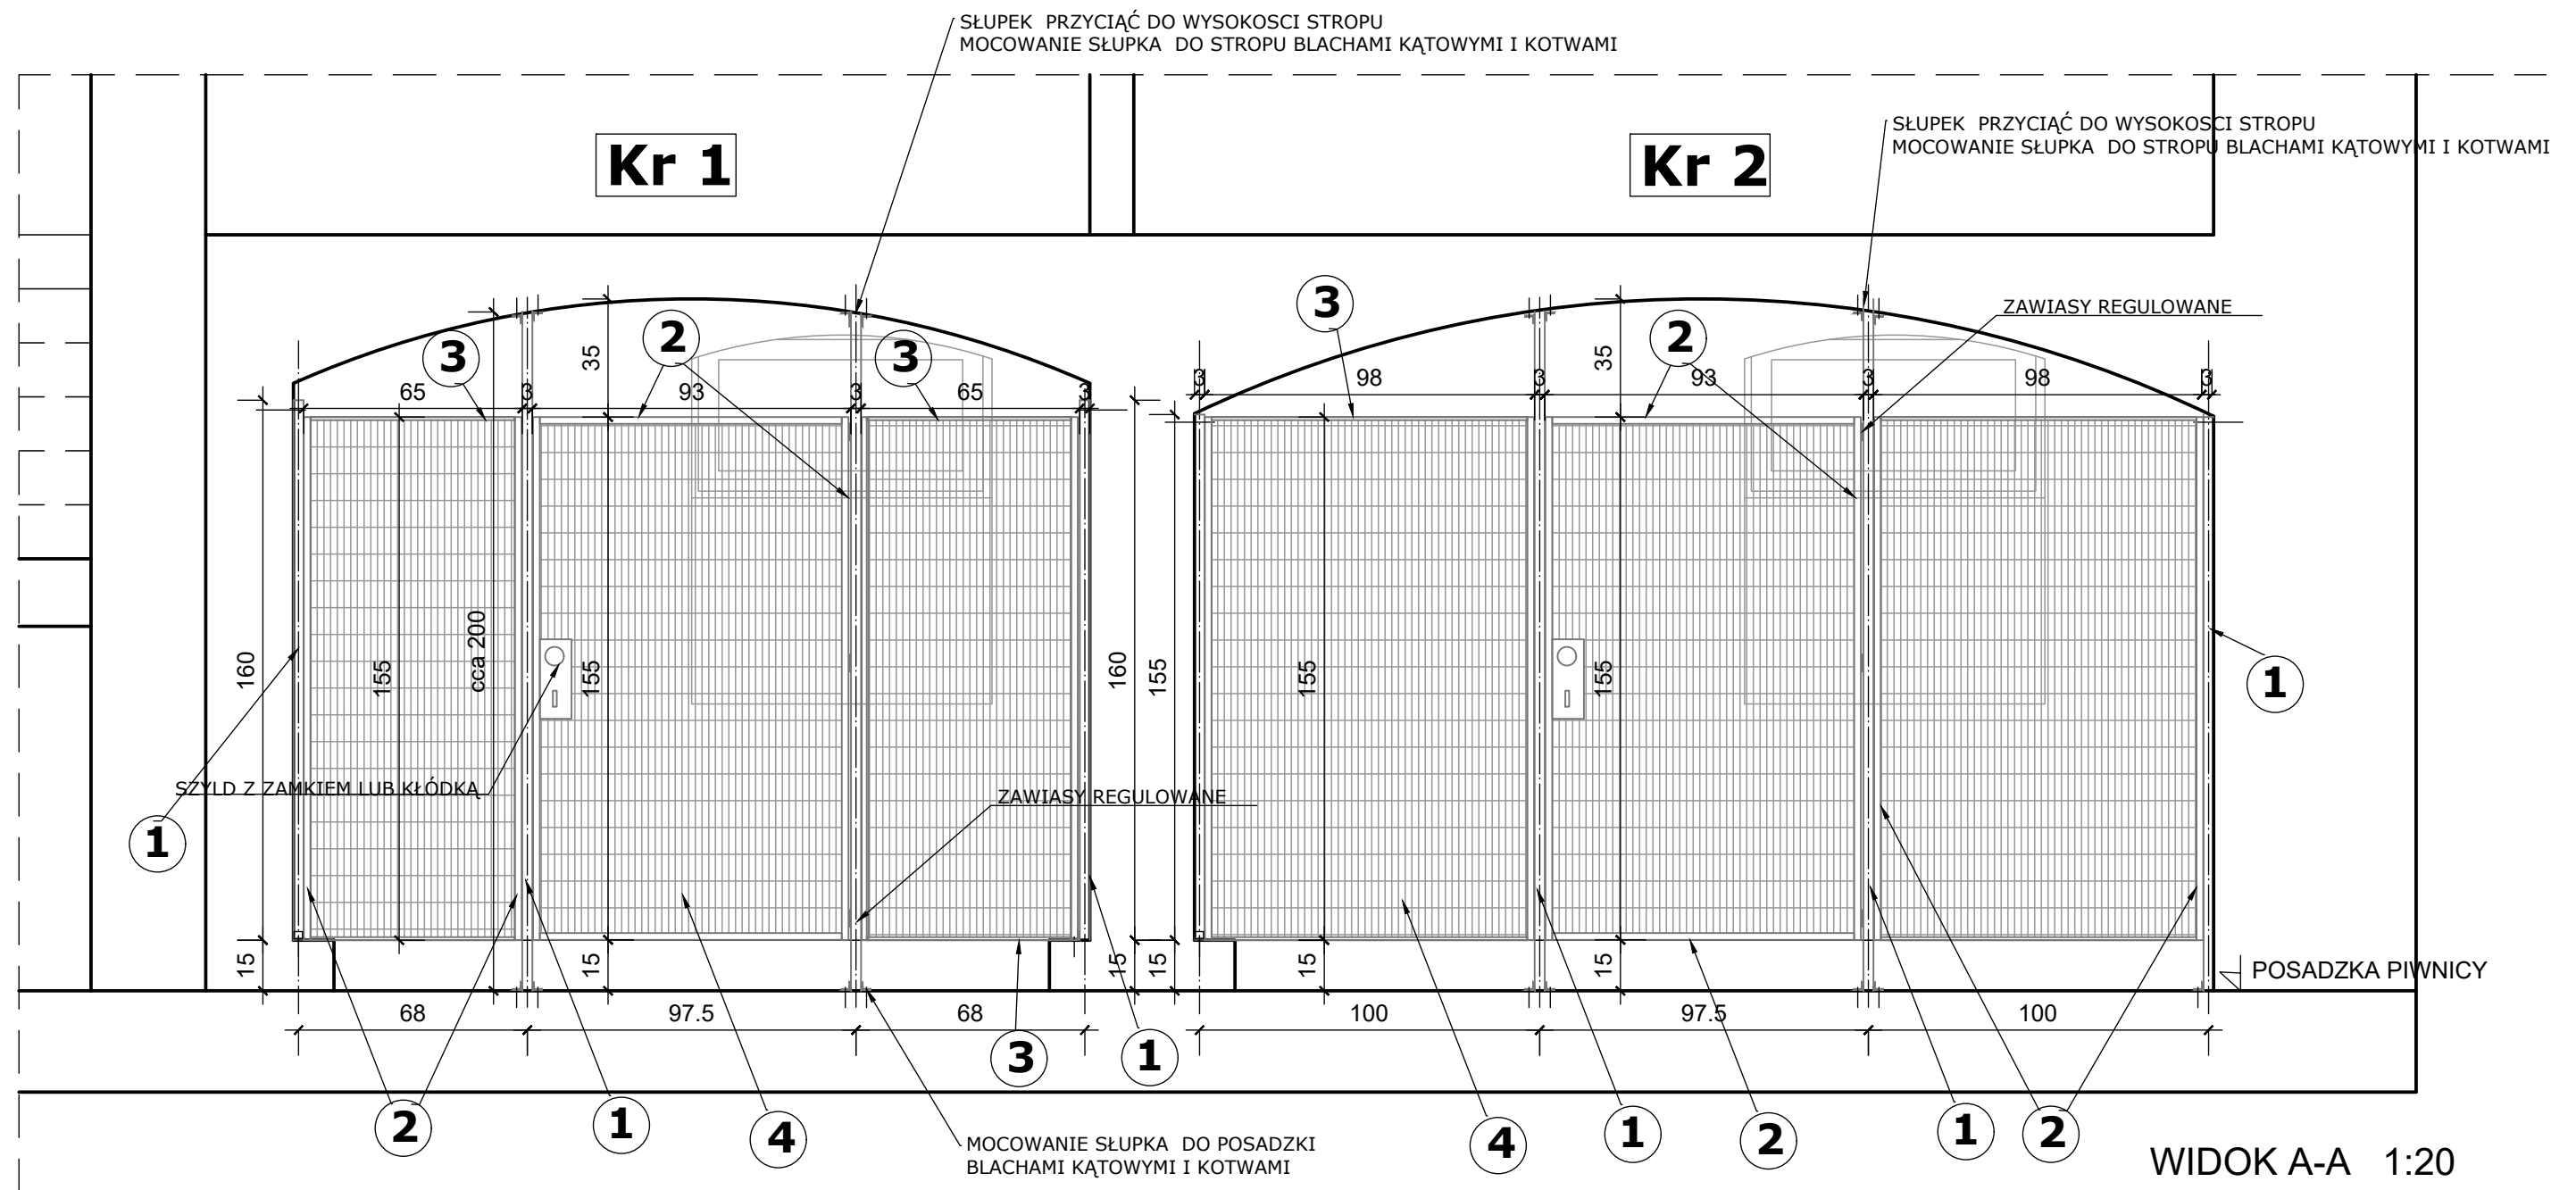 SŁUPEK PRZYCIĄĆ DO WYSOKOSCI STROPU
MOCOWANIE SŁUPKA DO STROPU BLACHAMI KĄTOWYMI I KOTWAMI
SŁUPEK PRZYCIĄĆ DO WYSOKOSCI STROPU
MOCOWANIE SŁUPKA DO STROPU BLACHAMI KĄTOWYMI I KOTWAMI
Kr 1
Kr 2
ZAWIASY REGULOWANE
3
2
3
3
2
35
35
65 3 93 3 65 3
3 98 3 93 3 98 3
160
155
cca 200
155
160
155
155
155
1
SZYLD Z ZAMKIEM LUB KŁÓDKĄ
ZAWIASY REGULOWANE
1
15
15
15
15
15
15
POSADZKA PIWNICY
68 97.5 68
100 97.5 100
3
1
2
1
4
4
1
2
1
2
MOCOWANIE SŁUPKA DO POSADZKI
BLACHAMI KĄTOWYMI I KOTWAMI
WIDOK A-A 1:20